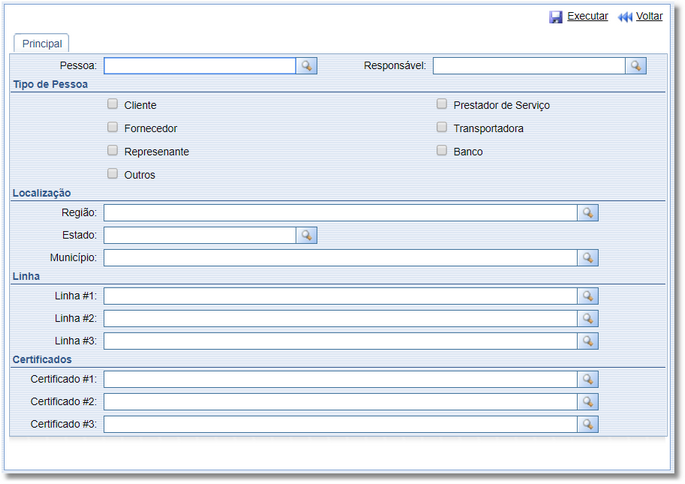 Executar Voltar
Principal
Pessoa: Responsável:
Tipo de Pessoa
Cliente Prestador de Serviço
Fornecedor Transportadora
Represenante Banco
Outros
Localização
Região:
Estado:
Município:
Linha
Linha #1:
Linha #2:
Linha #3:
Certificados
Certificado #1:
Certificado #2:
Certificado #3: